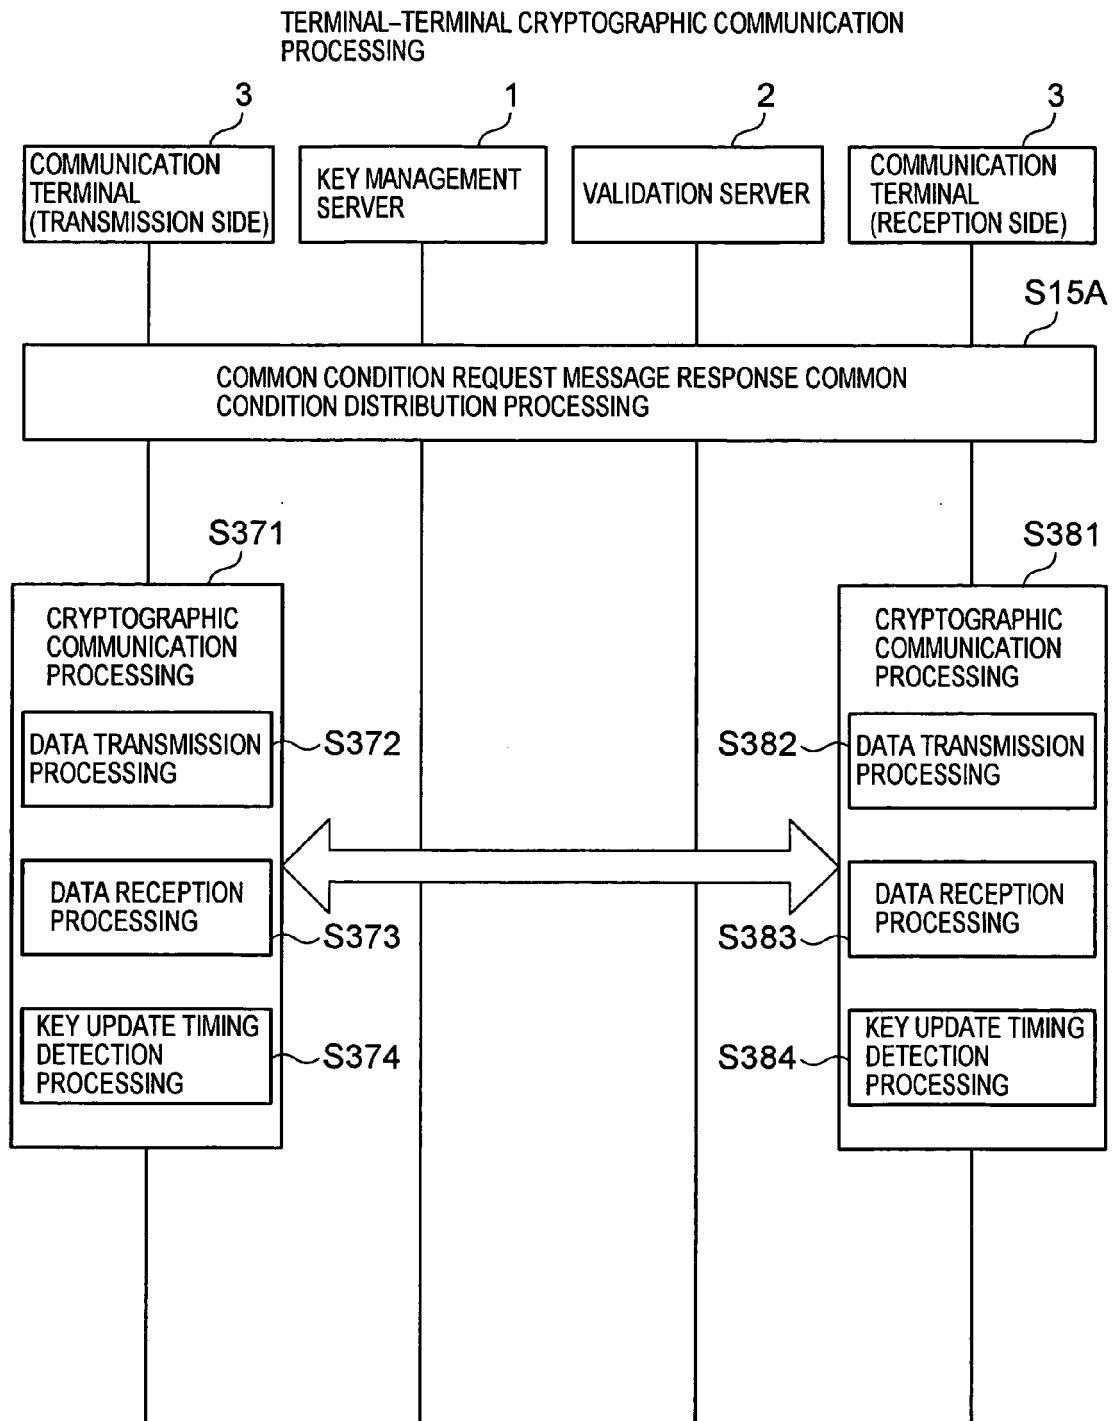 TERMINAL–TERMINAL CRYPTOGRAPHIC COMMUNICATION
PROCESSING
3
1
2
3
COMMUNICATION
TERMINAL
(TRANSMISSION SIDE)
KEY MANAGEMENT
SERVER
VALIDATION SERVER
COMMUNICATION
TERMINAL
(RECEPTION SIDE)
S15A
COMMON CONDITION REQUEST MESSAGE RESPONSE COMMON
CONDITION DISTRIBUTION PROCESSING
S371
CRYPTOGRAPHIC
COMMUNICATION
PROCESSING
DATA TRANSMISSION
PROCESSING
S372
DATA RECEPTION
PROCESSING
S373
KEY UPDATE TIMING
DETECTION
PROCESSING
S374
S381
CRYPTOGRAPHIC
COMMUNICATION
PROCESSING
S382
DATA TRANSMISSION
PROCESSING
DATA RECEPTION
PROCESSING
S383
KEY UPDATE TIMING
DETECTION
PROCESSING
S384